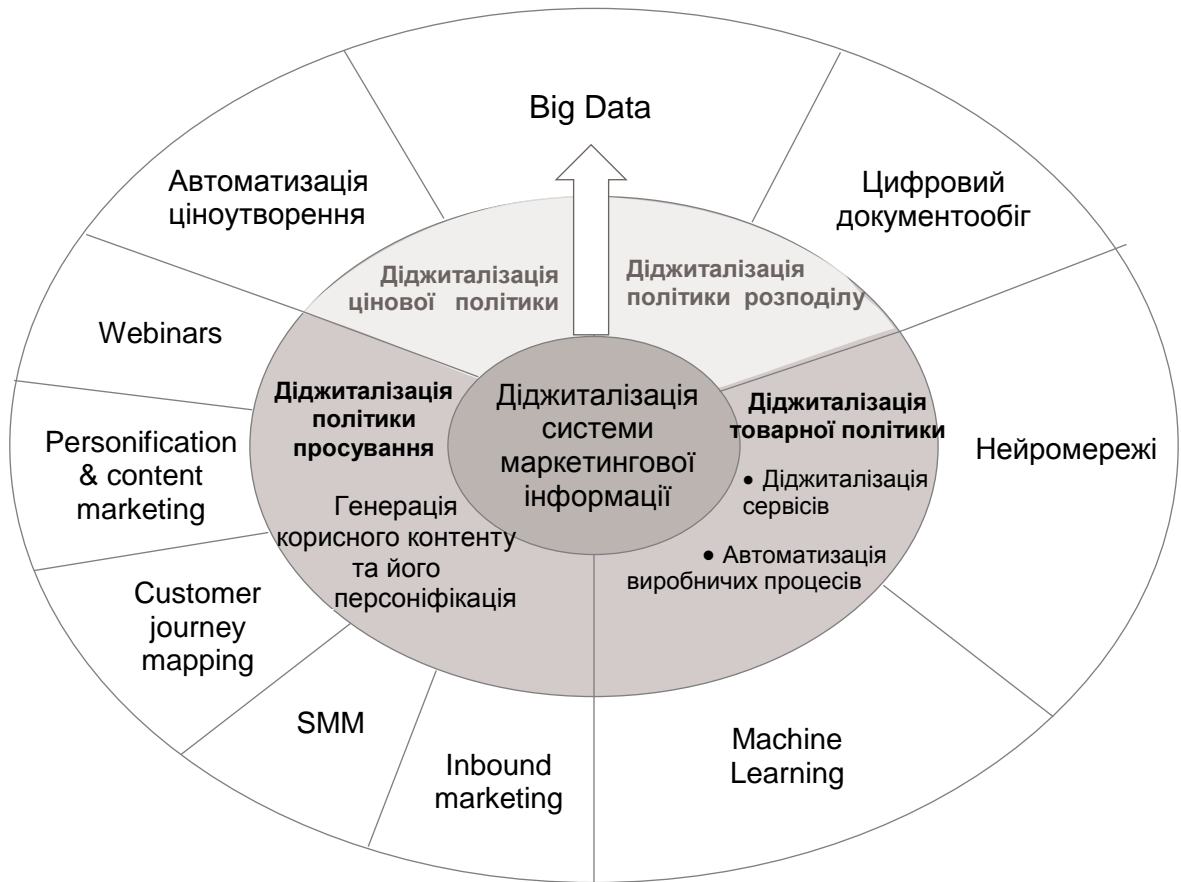 Big Data
Автоматизація
ціноутворення
Цифровий
документообіг
Діджиталізація
цінової політики
Діджиталізація
політики розподілу
Webinars
Діджиталізація
політики
просування
Діджиталізація
системи
маркетингової
інформації
Діджиталізація
товарної політики
Personification
& content
marketing
Нейромережі
• Діджиталізація
сервісів
Генерація
корисного контенту
та його
персоніфікація
• Автоматизація
виробничих процесів
Customer
journey
mapping
SMM
Inbound
marketing
Machine
Learning